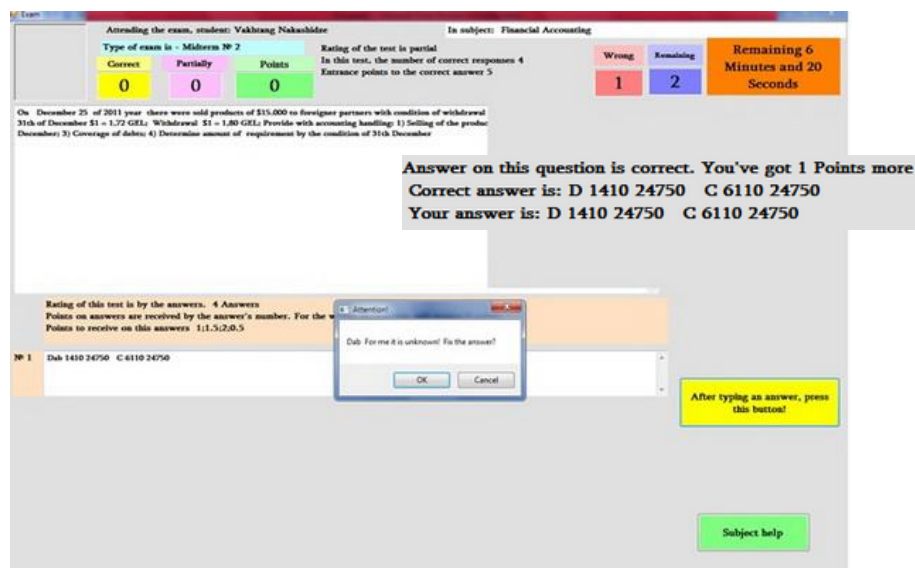 Exam
Attending the exam, student: Vakhtang Nakashidze
In subject: Financial Accounting
Type of exam is - Midterm № 2
Correct Partially Points
0 0 0
Rating of the test is partial
In this test, the number of correct responses 4
Entrance points to the correct answer 5
Wrong Remaining
1 2
Remaining 6
Minutes and 20
Seconds
On December 25 of 2011 year there were sold products of $15.000 to foreigner partners with condition of withdrawal
31th of December $1 = 1,72 GEL: Withdrawal $1 = 1,80 GEL: Provide with accounting handling: 1) Selling of the produc
December; 3) Coverage of debts; 4) Determine amount of requirement by the condition of 31th December
Answer on this question is correct. You've got 1 Points more
Correct answer is: D 1410 24750 C 6110 24750
Your answer is: D 1410 24750 C 6110 24750
Rating of this test is by the answers. 4 Answers
Points on answers are received by the answer's number. For the w
Points to receive on this answers 1;1.5;2;0.5
Attention!
Dab For me it is unknown! Fix the answer?
OK Cancel
№ 1 Dab 1410 24750 C 6110 24750
After typing an answer, press
this button!
Subject help